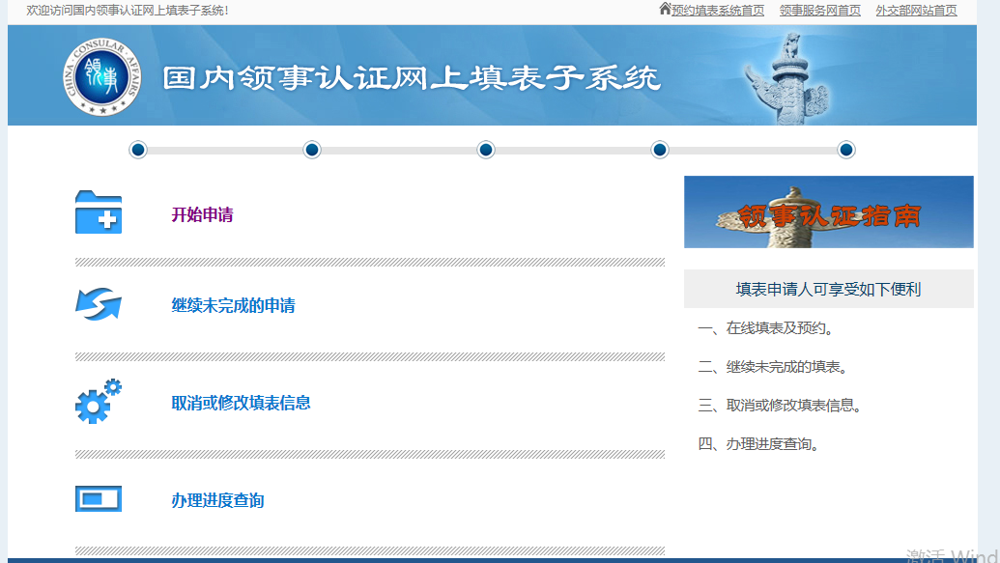 欢迎访问国内领事认证网上填表子系统!
预约填表系统首页 领事服务网首页 外交部网站首页
CHINA·CONSULAR·AFFAIRS
领事
国内领事认证网上填表子系统
领事认证指南
开始申请
继续未完成的申请
取消或修改填表信息
办理进度查询
填表申请人可享受如下便利
一、在线填表及预约。
二、继续未完成的填表。
三、取消或修改填表信息。
四、办理进度查询。
激活 Wind